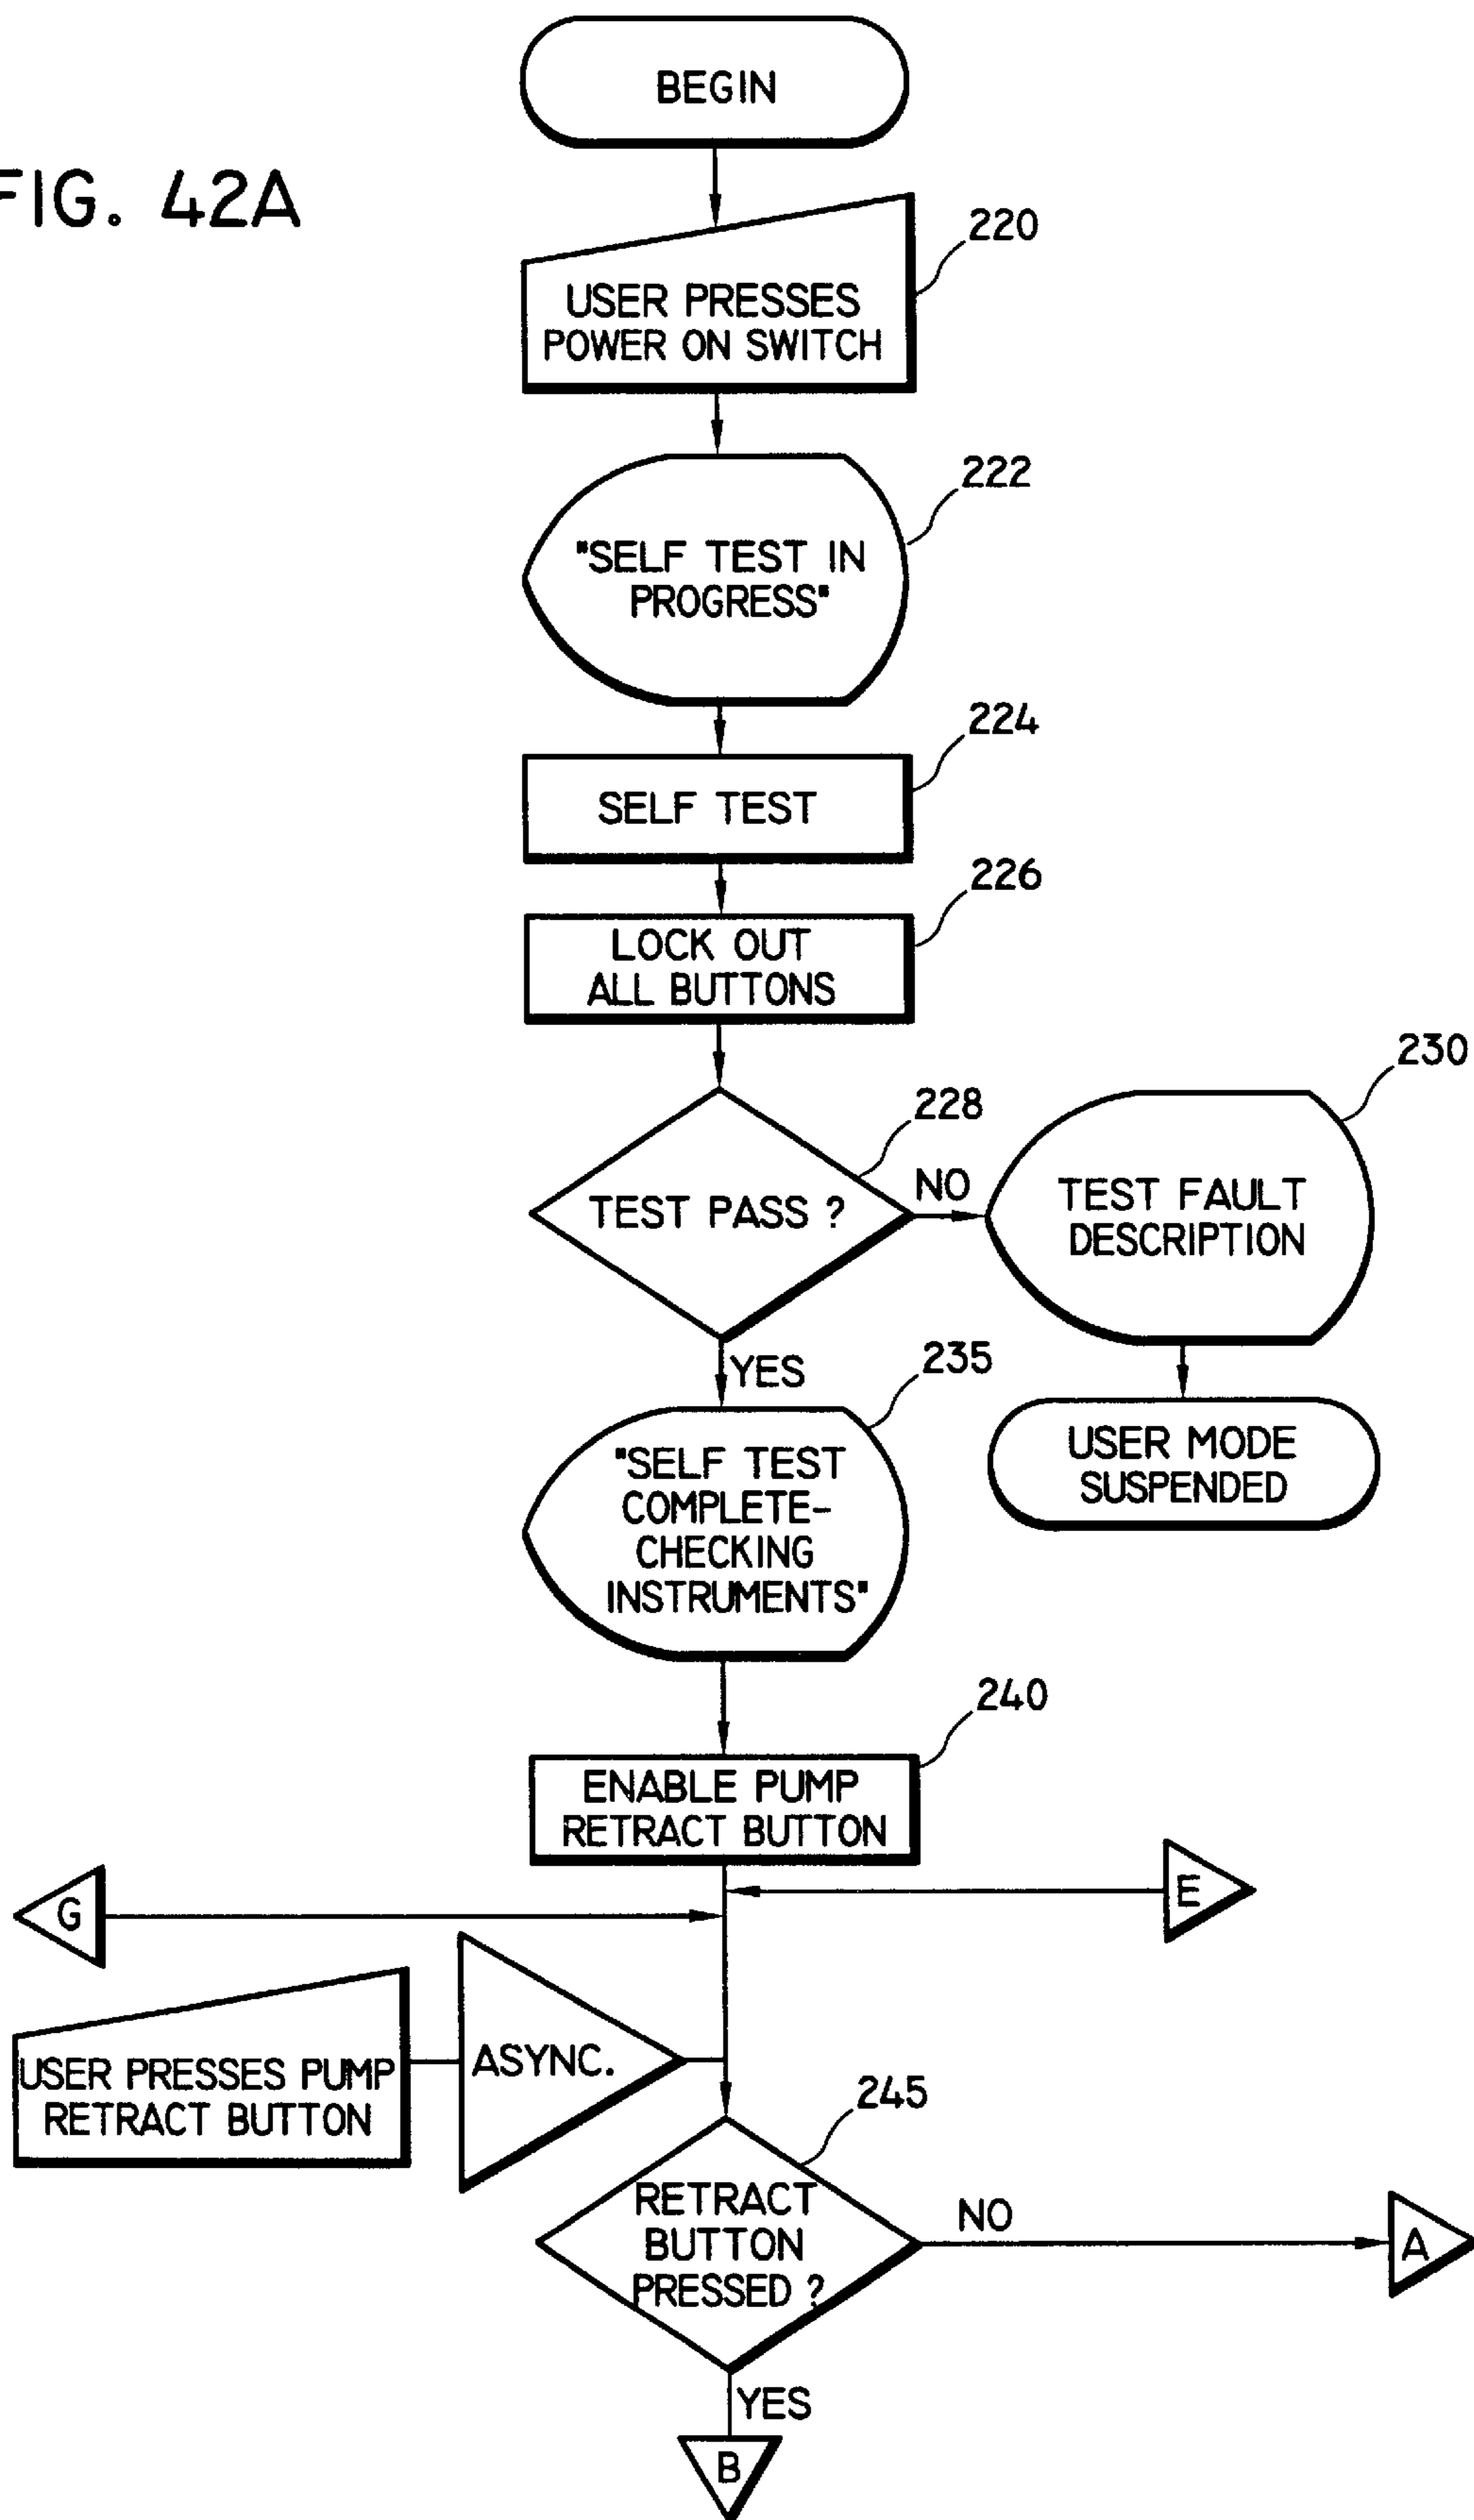 BEGIN
FIG. 42A
220
USER PRESSES
POWER ON SWITCH
222
"SELF TEST IN
PROGRESS"
224
SELF TEST
226
LOCK OUT
ALL BUTTONS
230
228
NO
TEST PASS ?
TEST FAULT
DESCRIPTION
YES
235
"SELF TEST
COMPLETE-
CHECKING
INSTRUMENTS"
USER MODE
SUSPENDED
240
ENABLE PUMP
RETRACT BUTTON
E
G
USER PRESSES PUMP
RETRACT BUTTON
ASYNC.
245
RETRACT
BUTTON
PRESSED ?
NO
A
YES
B